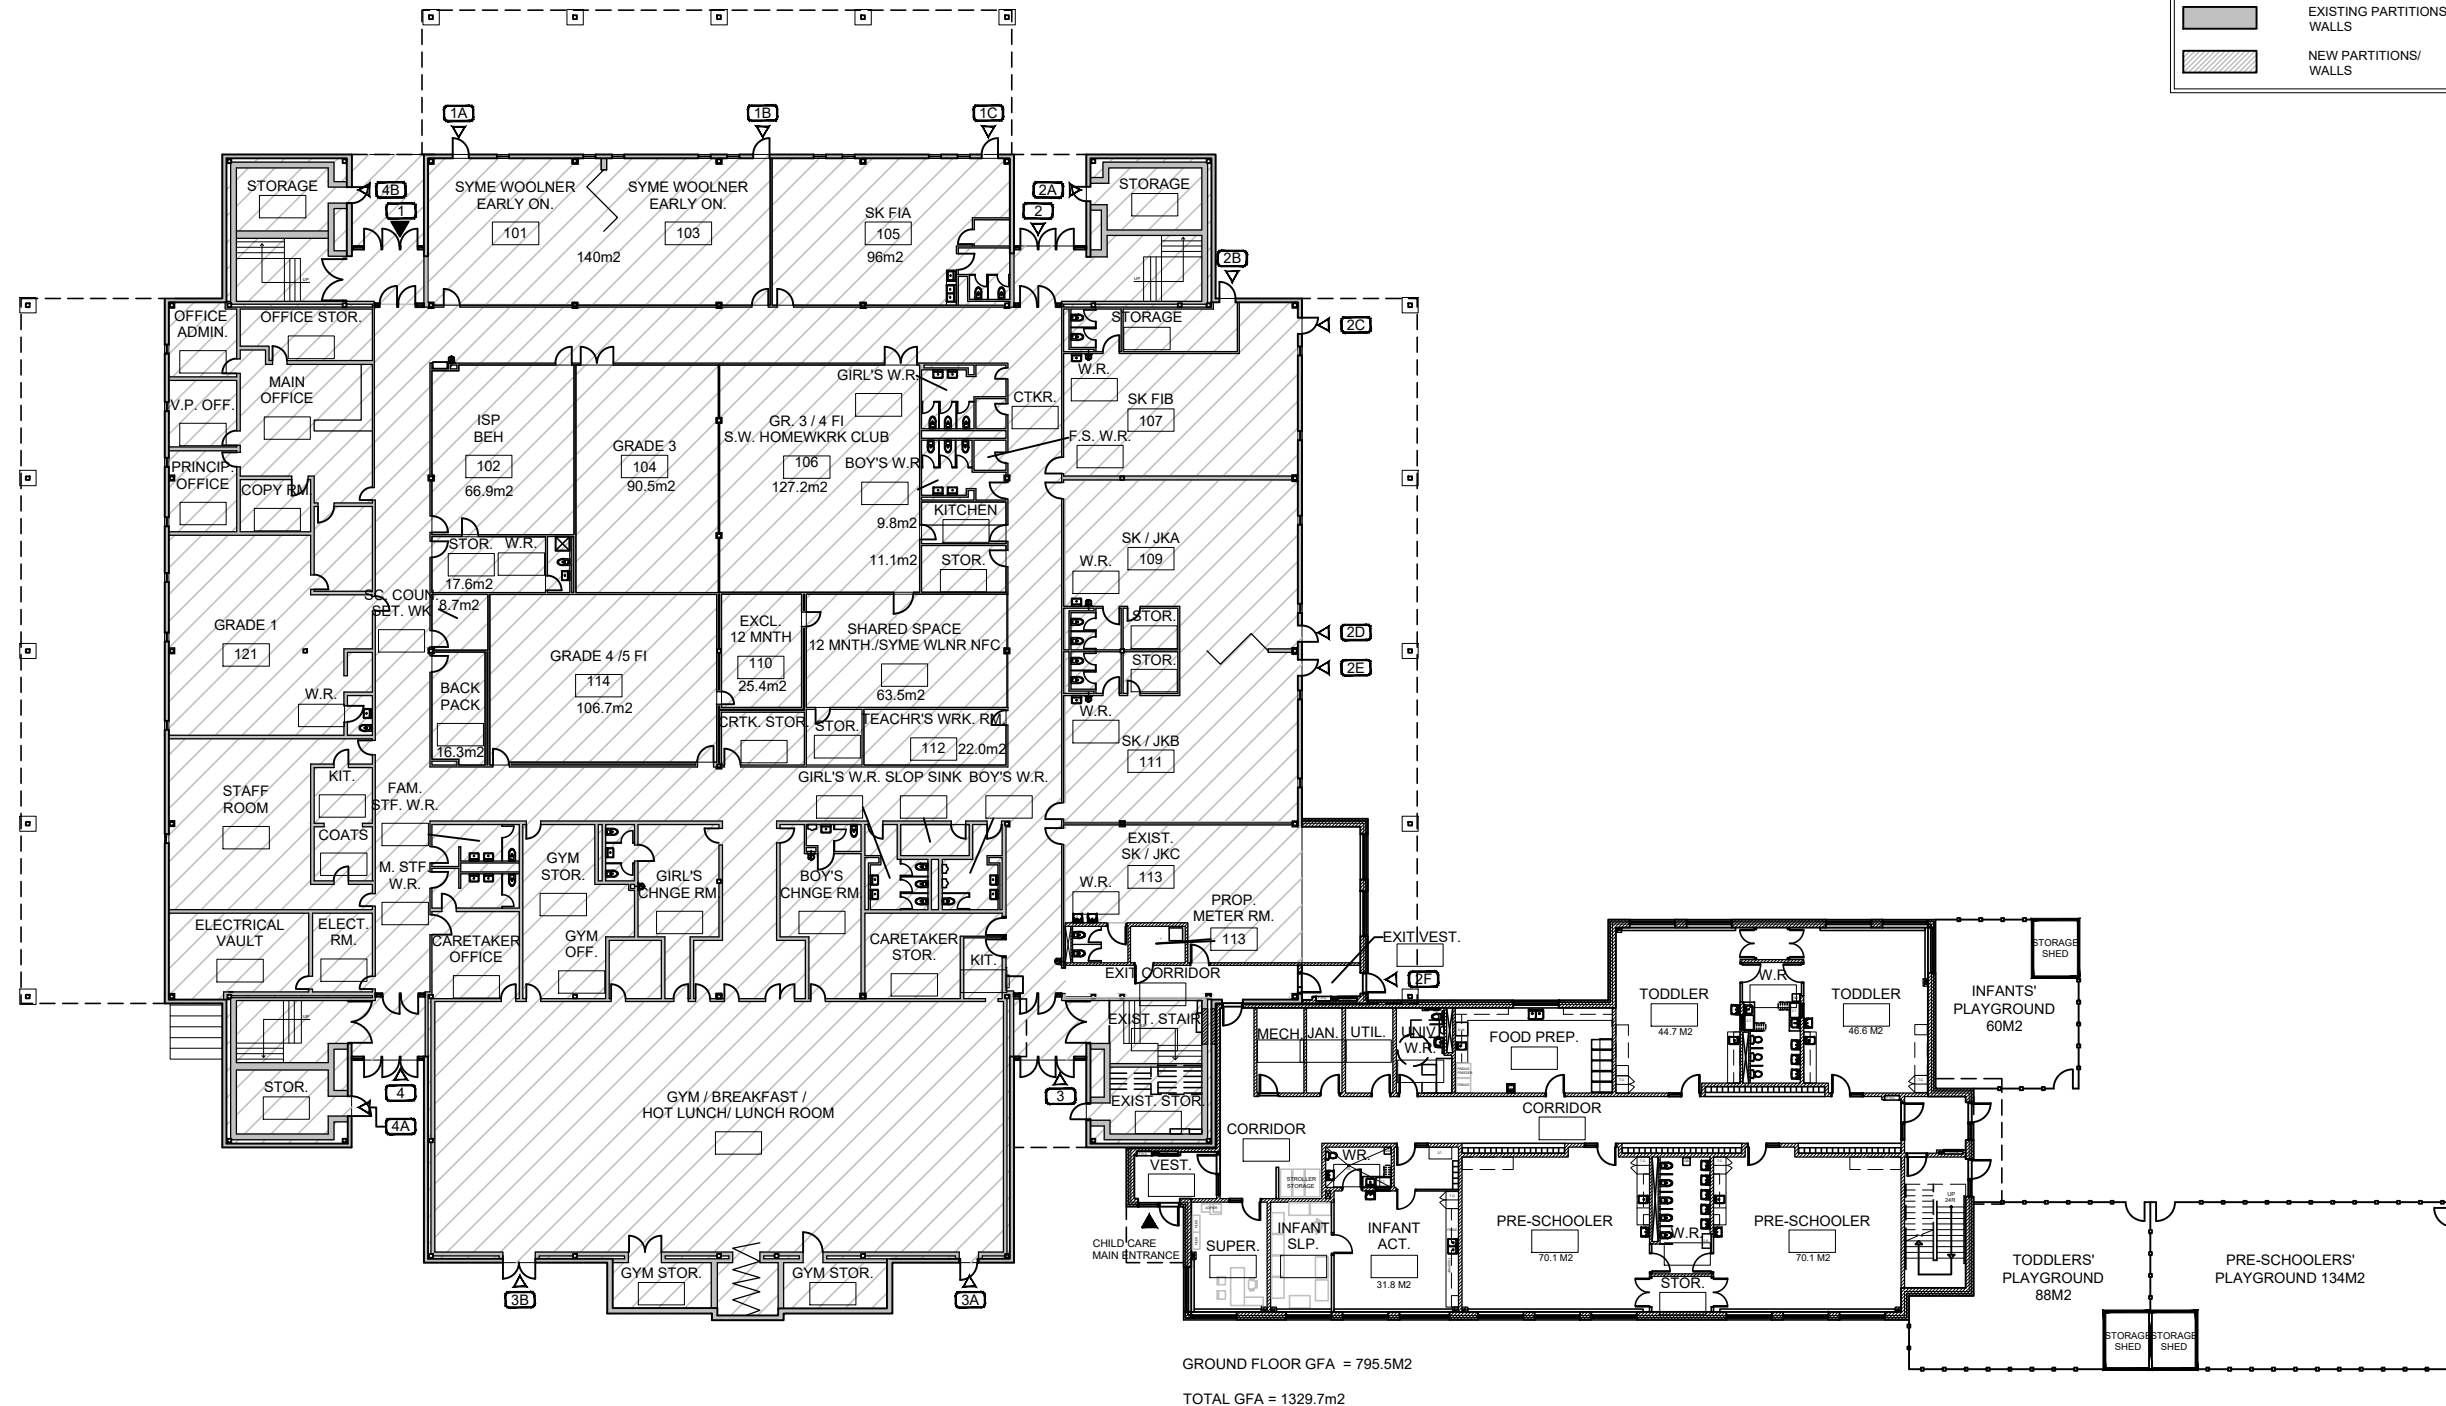 EXISTING PARTITIONS
WALLS
NEW PARTITIONS/
WALLS
1A
1B
1C
4B
1
2A
2
2B
STORAGE
SYME WOOLNER
EARLY ON.
101
SYME WOOLNER
EARLY ON.
103
140m2
SK FIA
105
96m2
STORAGE
UP
UP
OFFICE
ADMIN.
OFFICE STOR.
MAIN
OFFICE
V.P. OFF.
PRINCIP.
OFFICE
COPY RM.
ISP
BEH
102
66.9m2
GRADE 3
104
90.5m2
GIRL'S W.R.
GR. 3 / 4 FI
S.W. HOMEWKRK CLUB
106
127.2m2
BOY'S W.R.
CTKR.
F.S. W.R.
KITCHEN
9.8m2
11.1m2
STOR.
STORAGE
W.R.
SK FIB
107
2C
STOR.
W.R.
17.6m2
SC. COUN.
SET. WK
8.7m2
GRADE 1
121
W.R.
BACK
PACK
16.3m2
GRADE 4 /5 FI
114
106.7m2
EXCL.
12 MNTH
110
25.4m2
SHARED SPACE
12 MNTH./SYME WLNR NFC
63.5m2
CRTK. STOR.
STOR.
TEACHR'S WRK. RM.
112
22.0m2
SK / JKA
109
W.R.
STOR.
STOR.
2D
2E
W.R.
SK / JKB
111
STAFF
ROOM
KIT.
COATS
FAM.
STF. W.R.
M. STF.
W.R.
GIRL'S W.R.
SLOP SINK
BOY'S W.R.
GYM
STOR.
GIRL'S
CHNGE RM.
BOY'S
CHNGE RM.
GYM
OFF.
ELECTRICAL
VAULT
ELECT.
RM.
CARETAKER
OFFICE
CARETAKER
STOR.
KIT.
EXIST.
SK / JKC
113
W.R.
PROP.
METER RM.
113
EXIT VEST.
EXIT CORRIDOR
2F
UP
STOR.
4
4A
GYM / BREAKFAST /
HOT LUNCH/ LUNCH ROOM
EXIST. STAIR
UP
EXIST. STOR.
3
3B
3A
GYM STOR.
GYM STOR.
MECH.
JAN.
UTIL.
UNIV.
W.R.
FOOD PREP.
TODDLER
44.7 M2
W.R.
TODDLER
46.6 M2
INFANTS'
PLAYGROUND
60M2
STORAGE
SHED
CORRIDOR
CORRIDOR
VEST.
STROLLER
STORAGE
WR.
CHILD CARE
MAIN ENTRANCE
SUPER.
INFANT
SLP.
INFANT
ACT.
31.8 M2
PRE-SCHOOLER
70.1 M2
W.R.
STOR.
PRE-SCHOOLER
70.1 M2
UP
24R
TODDLERS'
PLAYGROUND
88M2
PRE-SCHOOLERS'
PLAYGROUND 134M2
STORAGE
SHED
STORAGE
SHED
GROUND FLOOR GFA = 795.5M2
TOTAL GFA = 1329.7m2